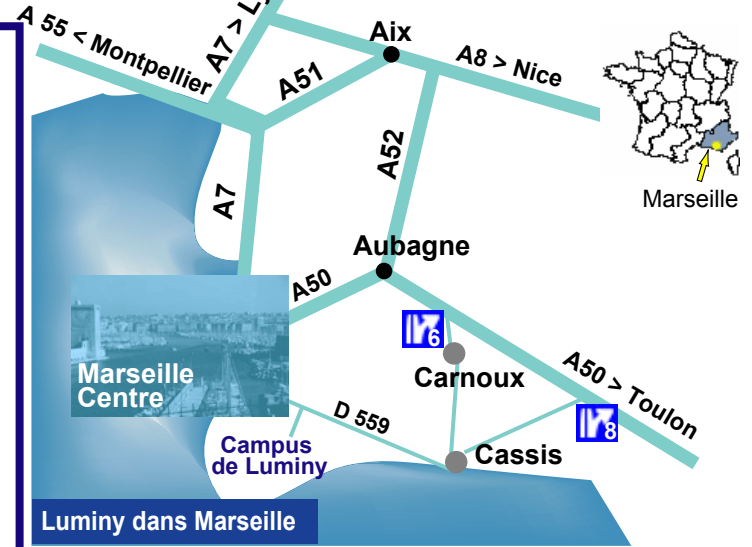 A 55 < Montpellier
A7 > Ly
Aix
A8 > Nice
A51
A52
A7
Marseille
Aubagne
A50
6
Marseille
Centre
Carnoux
A50 > Toulon
D 559
8
Campus
de Luminy
Cassis
Luminy dans Marseille